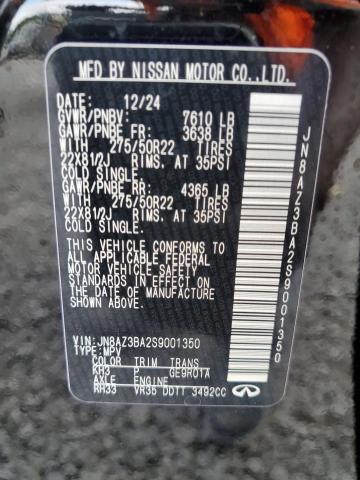 MFD BY NISSAN MOTOR CO.,LTD.
DATE: 12/24
GVWR/PNBV: 7610 LB
GAWR/PNBE FR: 3638 LB
WITH 275/50R22 TIRES
22X81/2J RIMS, AT 35PSI
COLD SINGLE.
GAWR/PNBE RR: 4365 LB
WITH 275/50R22 TIRES
22X81/2J RIMS, AT 35PSI
COLD SINGLE.
THIS VEHICLE CONFORMS TO
ALL APPLICABLE FEDERAL
MOTOR VEHICLE SAFETY
STANDARDS IN EFFECT ON
THE DATE OF MANUFACTURE
SHOWN ABOVE.
VIN: JN8AZ3BA2S9001350
TYPE: MPV
COLOR TRIM TRANS
KH3 P GE9R01A
AXLE ENGINE
RH33 VR35 DDTT 3492CC
JN8AZ3BA2S9001350